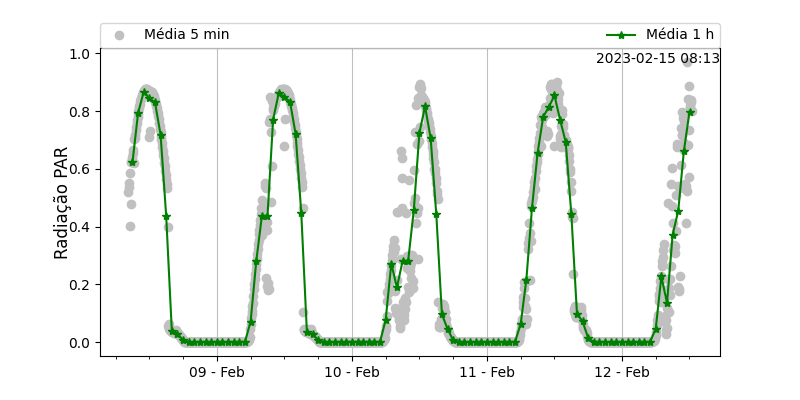 Média 5 min
Média 1 h
2023-02-15 08:13
Radiação PAR
1.0
0.8
0.6
0.4
0.2
0.0
09 - Feb
10 - Feb
11 - Feb
12 - Feb